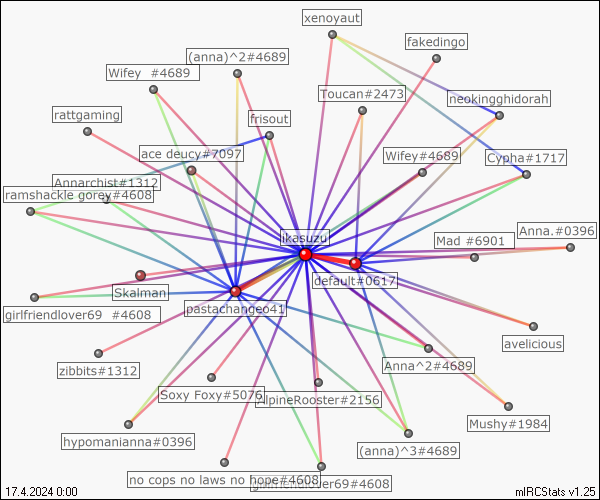 xenoyaut
fakedingo
(anna)^2#4689
Wifey #4689
Toucan#2473
neokingghidorah
rattgaming
frisout
ace deucy#7097
Wifey#4689
Cypha#1717
Annarchist#1312
ramshackle gorey#4608
Anna.#0396
ikasuzu
Mad #6901
default#0617
Skalman
pastachangeo41
girlfriendlover69 #4608
avelicious
zibbits#1312
Anna^2#4689
Soxy Foxy#5076
AlpineRooster#2156
Mushy#1984
hypomanianna#0396
(anna)^3#4689
no cops no laws no hope#4608
girlfriendlover69#4608
17.4.2024 0:00
mIRCStats v1.25